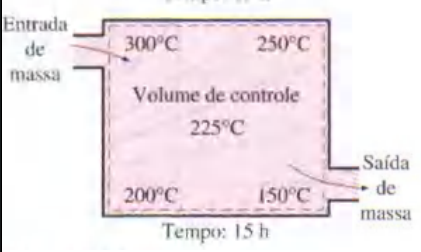 Entrada
de
massa
300°C 250°C
Volume de controle
225°C
200°C 150°C
Saída
de
massa
Tempo: 15 h